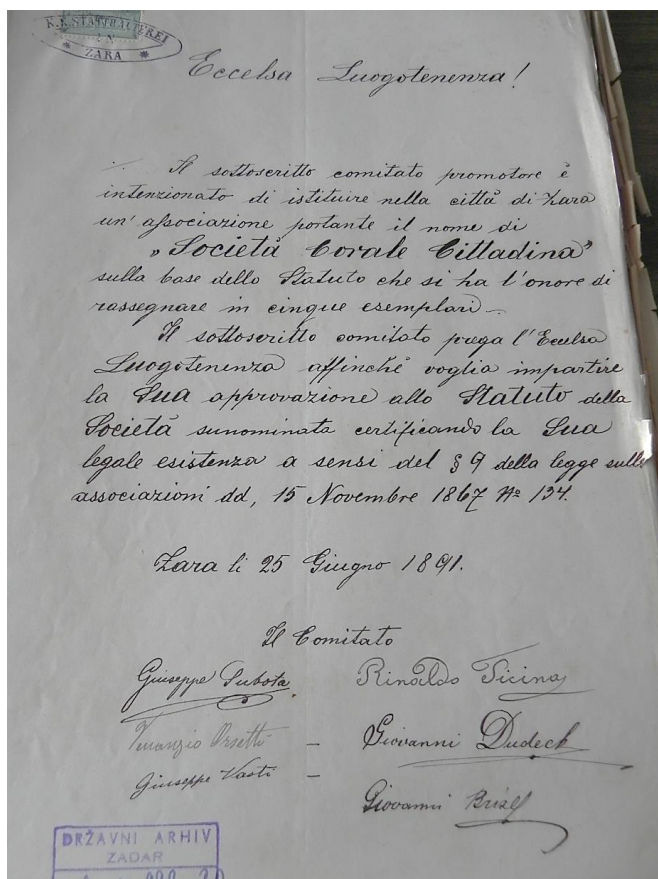 K.K. STATTHALTEREI
IN
* ZARA *
Eccelsa Luogotenenza!
Il sottoscritto comitato promotore è
intenzionato di istituire nella città di Zara
un' associazione portante il nome di
„Società Corale Cittadina"
sulla base dello Statuto che si ha l'onore di
rassegnare in cinque esemplari –
Il sottoscritto comitato prega l'Eccelsa
Luogotenenza affinchè voglia impartire
la Sua approvazione allo Statuto della
Società sunominata certificando la Sua
legale esistenza a sensi del § 9 della legge sulle
associazioni dd, 15 Novembre 1867 No 134.
Zara li 25 Giugno 1891.
Il Comitato
Giuseppe Subota Rinaldo Ticina
Venanzio Orsetti – Giovanni Dudeck
Giuseppe Vasti –
Giovanni
DRŽAVNI ARHIV
ZADAR